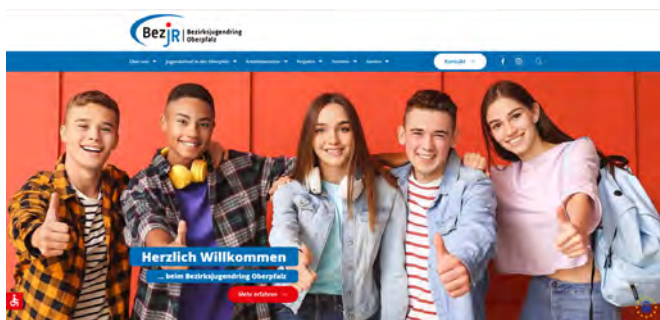 BezjR Bezirksjugendring
Oberpfalz
Über uns Jugendarbeit in der Oberpfalz Arbeitsbereiche Projekte Termine Service Kontakt
Herzlich Willkommen
... beim Bezirksjugendring Oberpfalz
Mehr erfahren